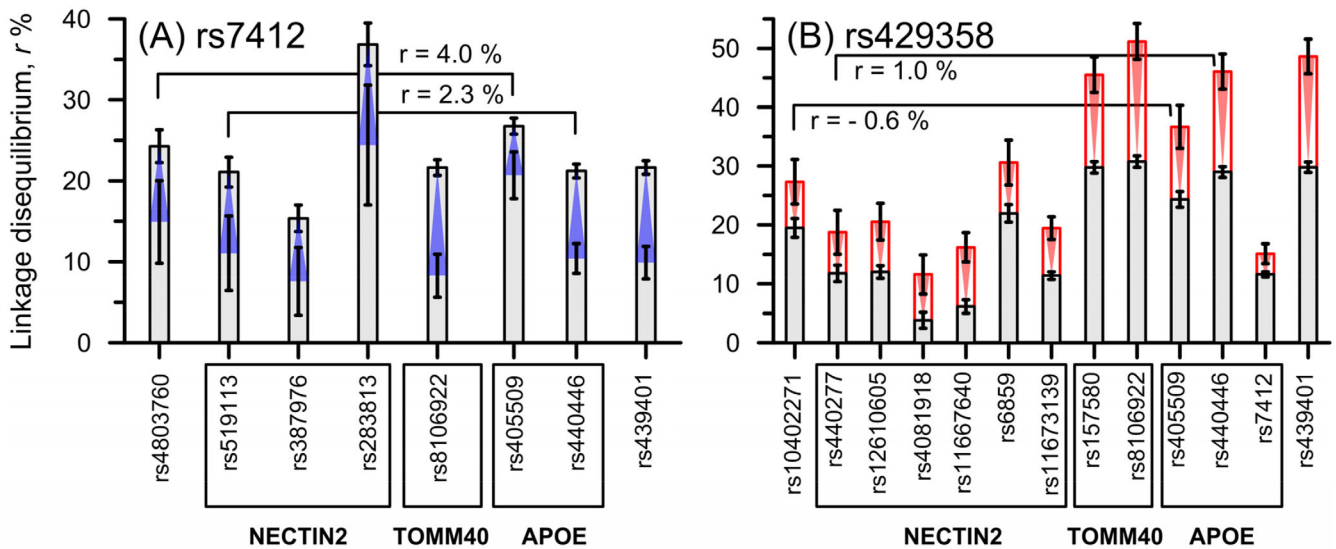 Linkage disequilibrium, r %
(A) rs7412
40
30
20
10
0
r = 4.0 %
r = 2.3 %
rs4803760
rs519113
rs387976
rs283813
rs8106922
rs405509
rs440446
rs439401
NECTIN2
TOMM40
APOE
(B) rs429358
50
40
30
20
10
0
r = 1.0 %
r = - 0.6 %
rs10402271
rs440277
rs12610605
rs4081918
rs11667640
rs6859
rs11673139
rs157580
rs8106922
rs405509
rs440446
rs7412
rs439401
NECTIN2
TOMM40
APOE